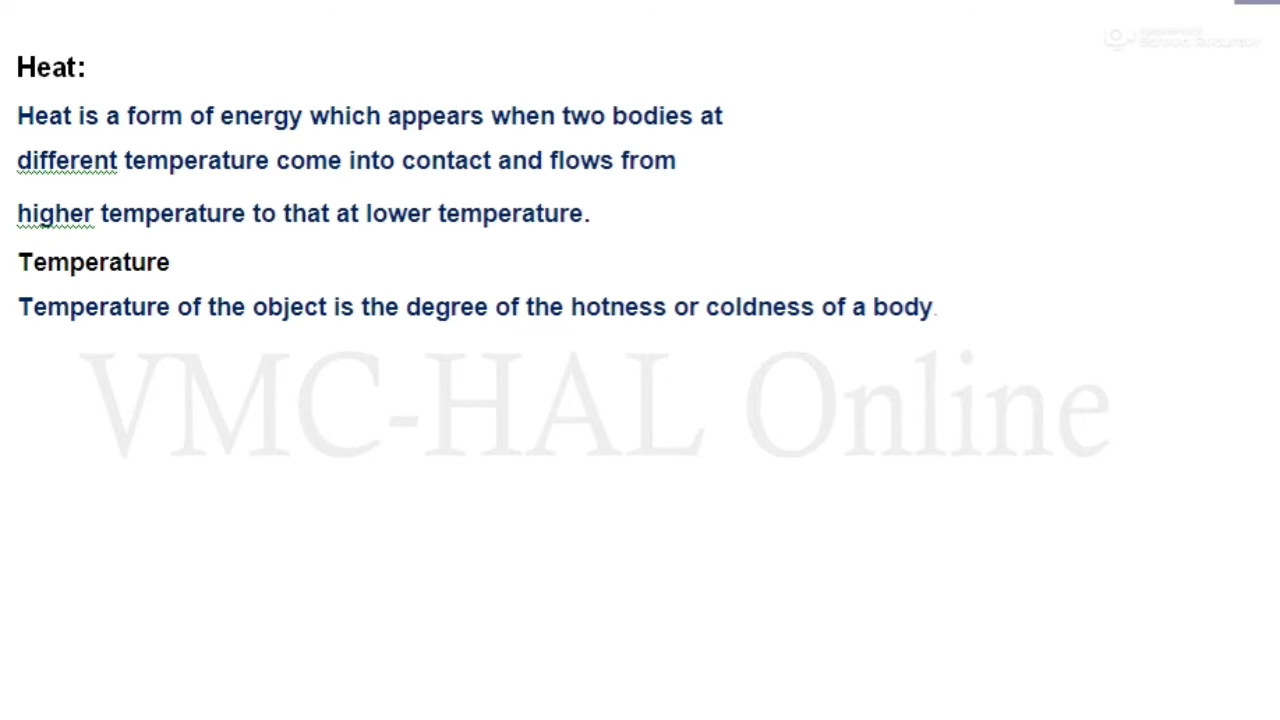 Heat:
Heat is a form of energy which appears when two bodies at
different temperature come into contact and flows from
higher temperature to that at lower temperature.
Temperature
Temperature of the object is the degree of the hotness or coldness of a body.
VMC-HAL Online